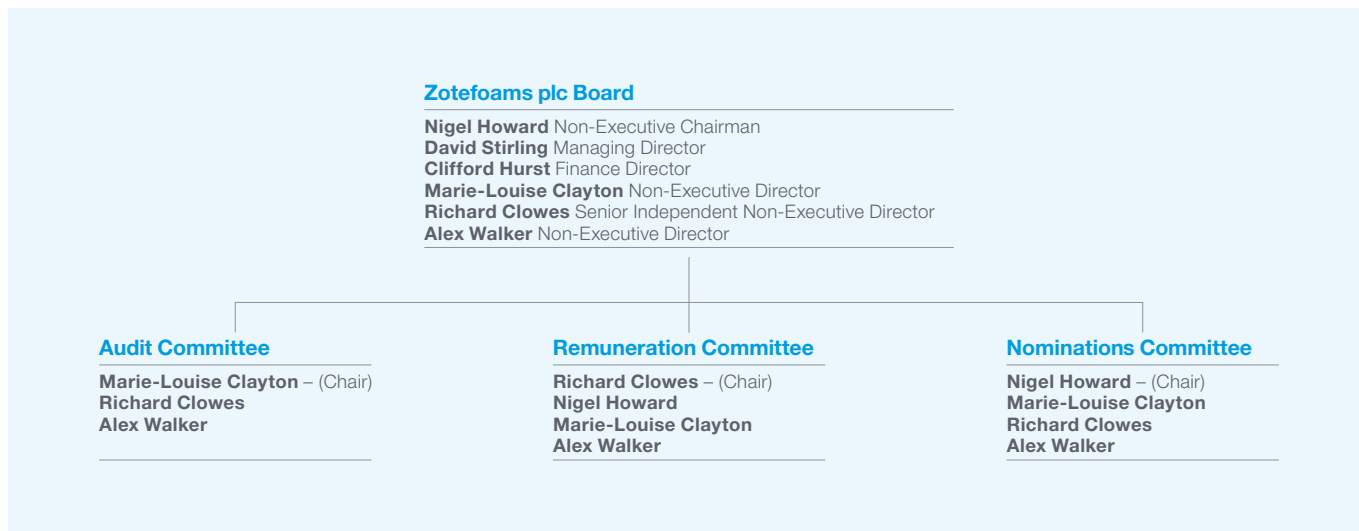 Zotefoams plc Board
Nigel Howard Non-Executive Chairman
David Stirling Managing Director
Clifford Hurst Finance Director
Marie-Louise Clayton Non-Executive Director
Richard Clowes Senior Independent Non-Executive Director
Alex Walker Non-Executive Director
Audit Committee
Marie-Louise Clayton – (Chair)
Richard Clowes
Alex Walker
Remuneration Committee
Richard Clowes – (Chair)
Nigel Howard
Marie-Louise Clayton
Alex Walker
Nominations Committee
Nigel Howard – (Chair)
Marie-Louise Clayton
Richard Clowes
Alex Walker